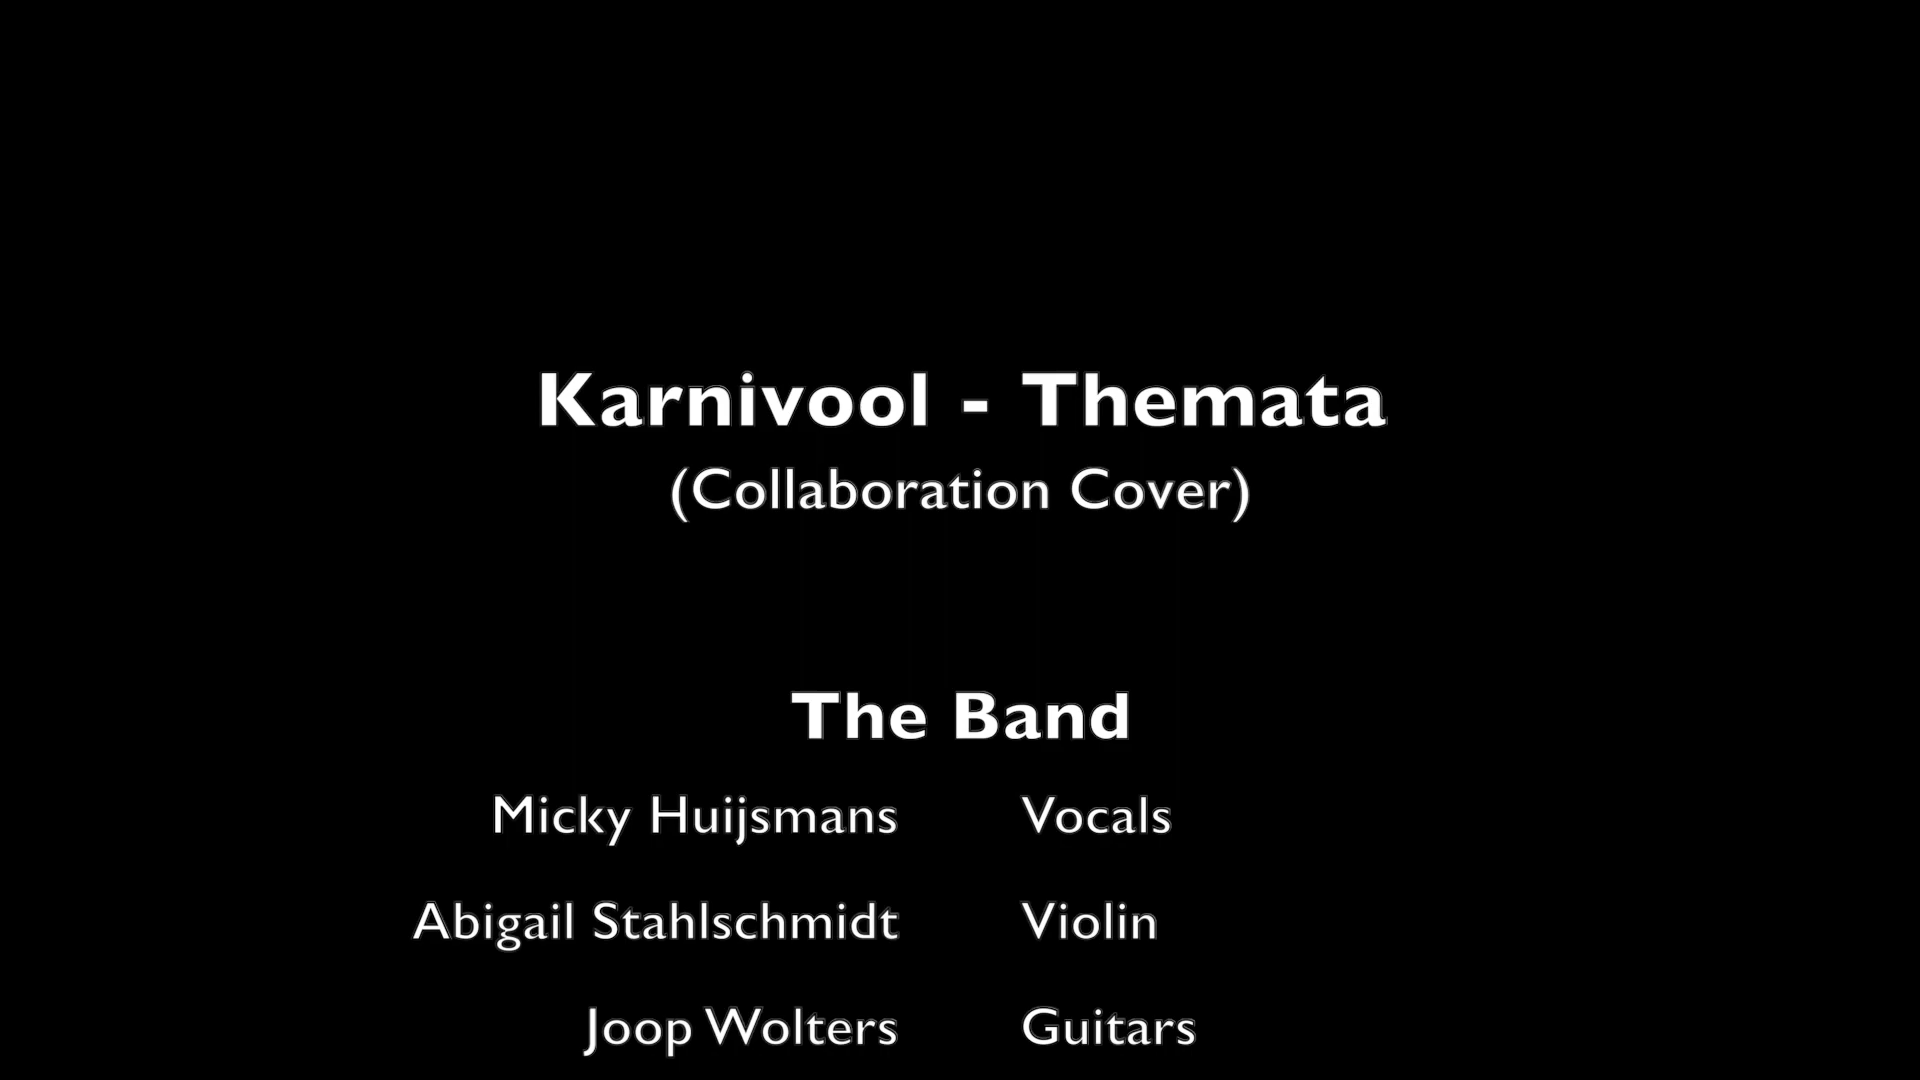 Karnivool - Themata
(Collaboration Cover)
The Band
Micky Huijsmans Vocals
Abigail Stahlschmidt Violin
Joop Wolters Guitars